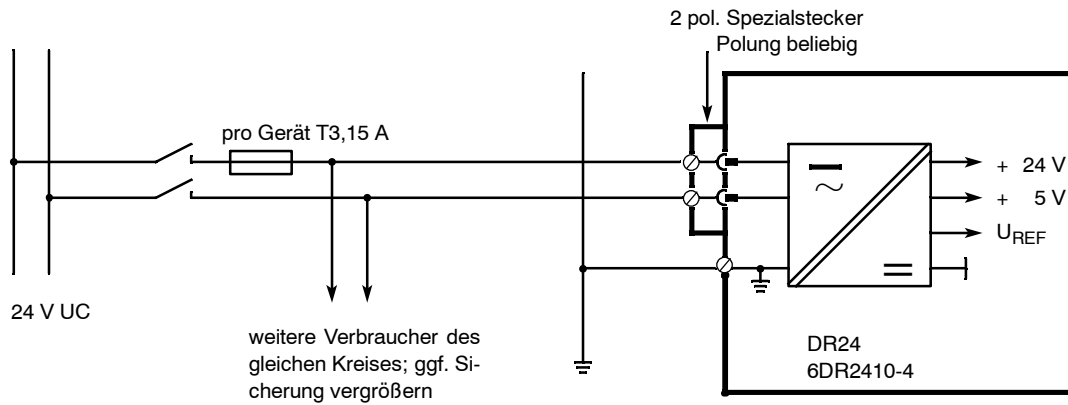 2 pol. Spezialstecker
Polung beliebig
pro Gerät T3,15 A
+ 24 V
+ 5 V
UREF
24 V UC
weitere Verbraucher des
gleichen Kreises; ggf. Si-
cherung vergrößern
DR24
6DR2410-4